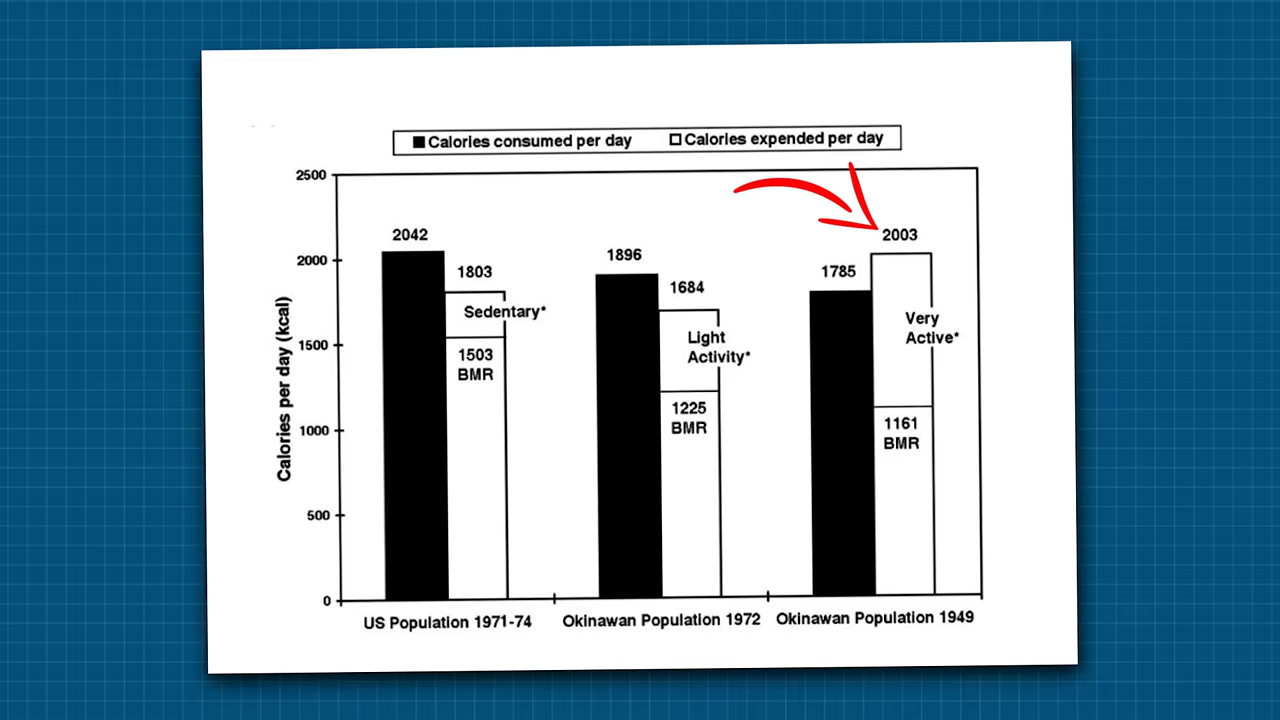 Calories consumed per day
Calories expended per day
2500
2000
1500
1000
500
0
Calories per day (kcal)
2042
1803
Sedentary*
1503
BMR
1896
1684
Light
Activity*
1225
BMR
1785
2003
Very
Active*
1161
BMR
US Population 1971-74
Okinawan Population 1972
Okinawan Population 1949